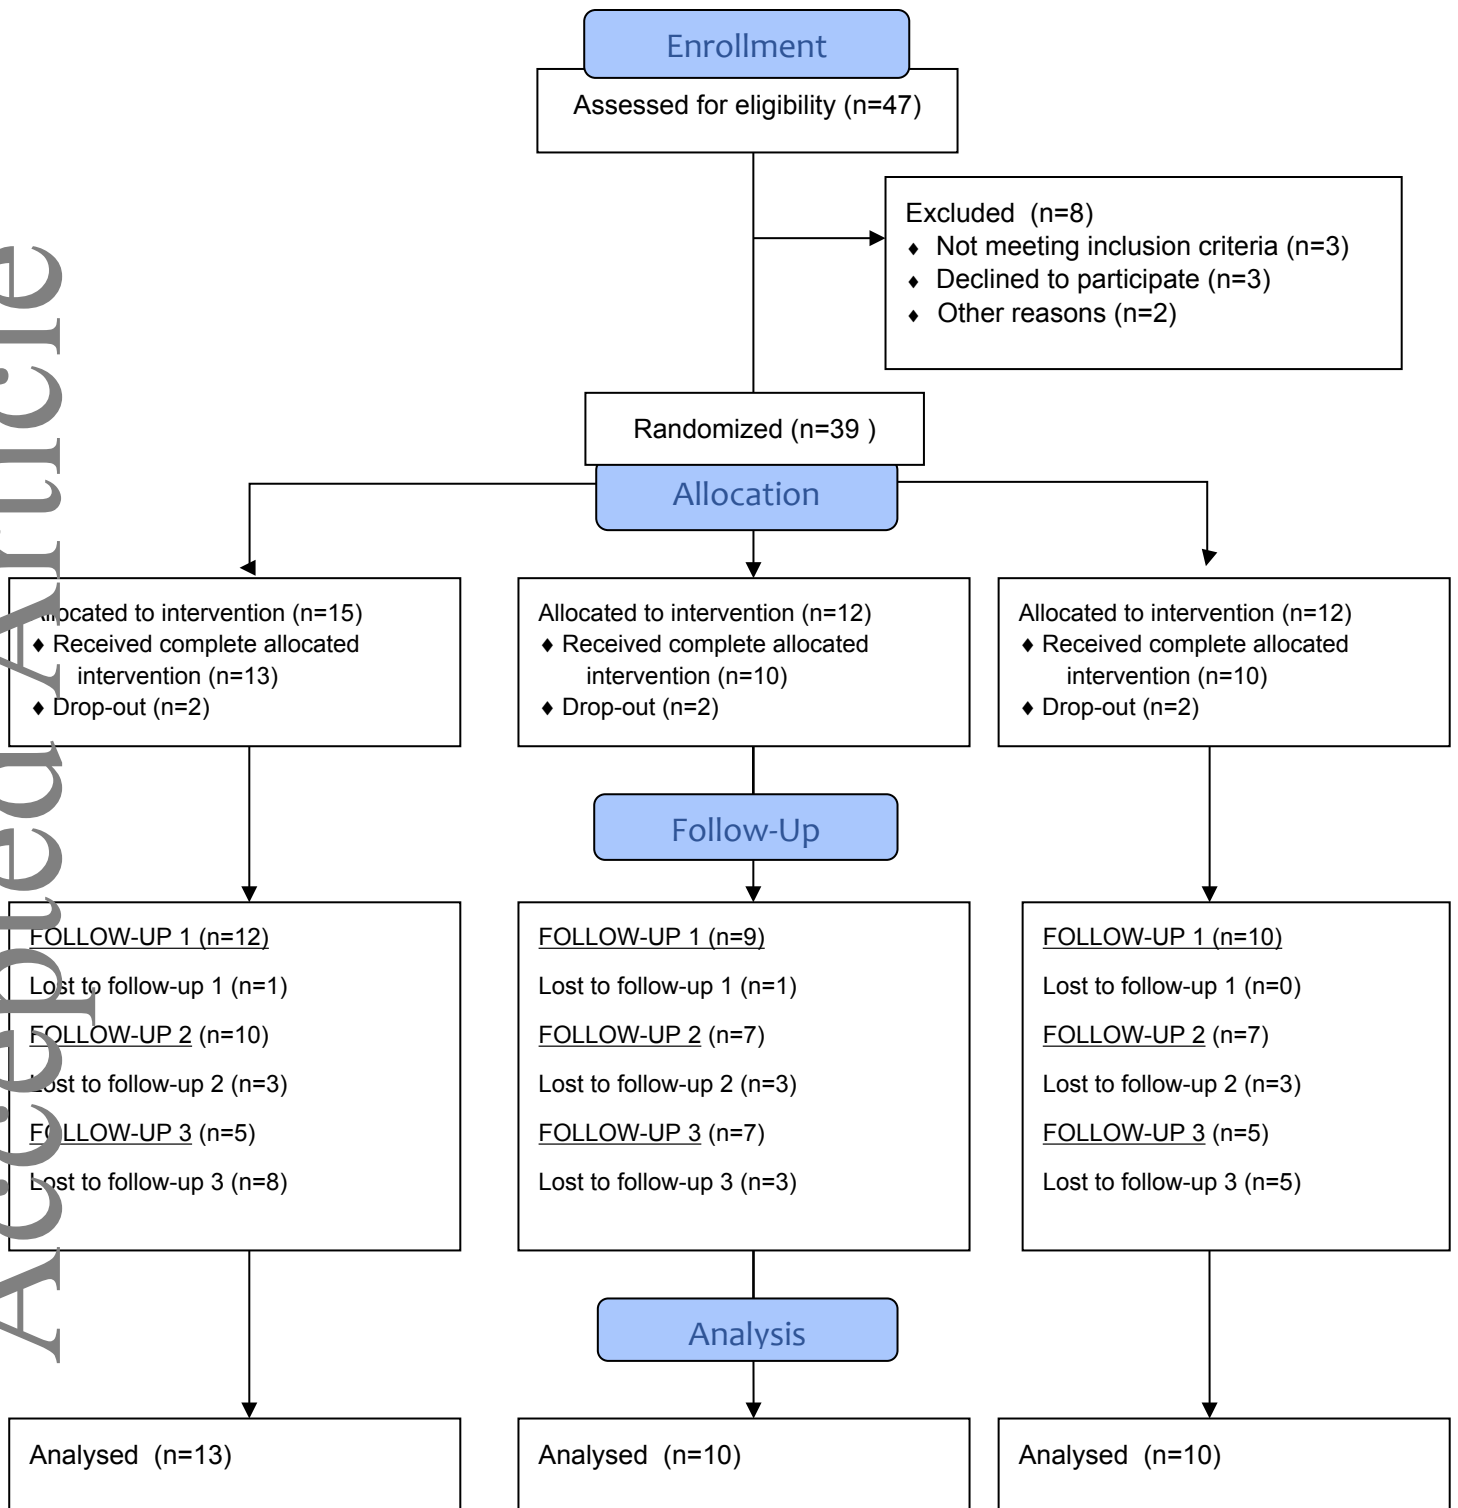 Enrollment
Assessed for eligibility (n=47)
Excluded (n=8)
♦ Not meeting inclusion criteria (n=3)
♦ Declined to participate (n=3)
♦ Other reasons (n=2)
Randomized (n=39 )
Allocation
Allocated to intervention (n=15)
♦ Received complete allocated
intervention (n=13)
♦ Drop-out (n=2)
Allocated to intervention (n=12)
♦ Received complete allocated
intervention (n=10)
♦ Drop-out (n=2)
Allocated to intervention (n=12)
♦ Received complete allocated
intervention (n=10)
♦ Drop-out (n=2)
Follow-Up
FOLLOW-UP 1 (n=12)
Lost to follow-up 1 (n=1)
FOLLOW-UP 2 (n=10)
Lost to follow-up 2 (n=3)
FOLLOW-UP 3 (n=5)
Lost to follow-up 3 (n=8)
FOLLOW-UP 1 (n=9)
Lost to follow-up 1 (n=1)
FOLLOW-UP 2 (n=7)
Lost to follow-up 2 (n=3)
FOLLOW-UP 3 (n=7)
Lost to follow-up 3 (n=3)
FOLLOW-UP 1 (n=10)
Lost to follow-up 1 (n=0)
FOLLOW-UP 2 (n=7)
Lost to follow-up 2 (n=3)
FOLLOW-UP 3 (n=5)
Lost to follow-up 3 (n=5)
Analysis
Analysed (n=13)
Analysed (n=10)
Analysed (n=10)
Accepted Article